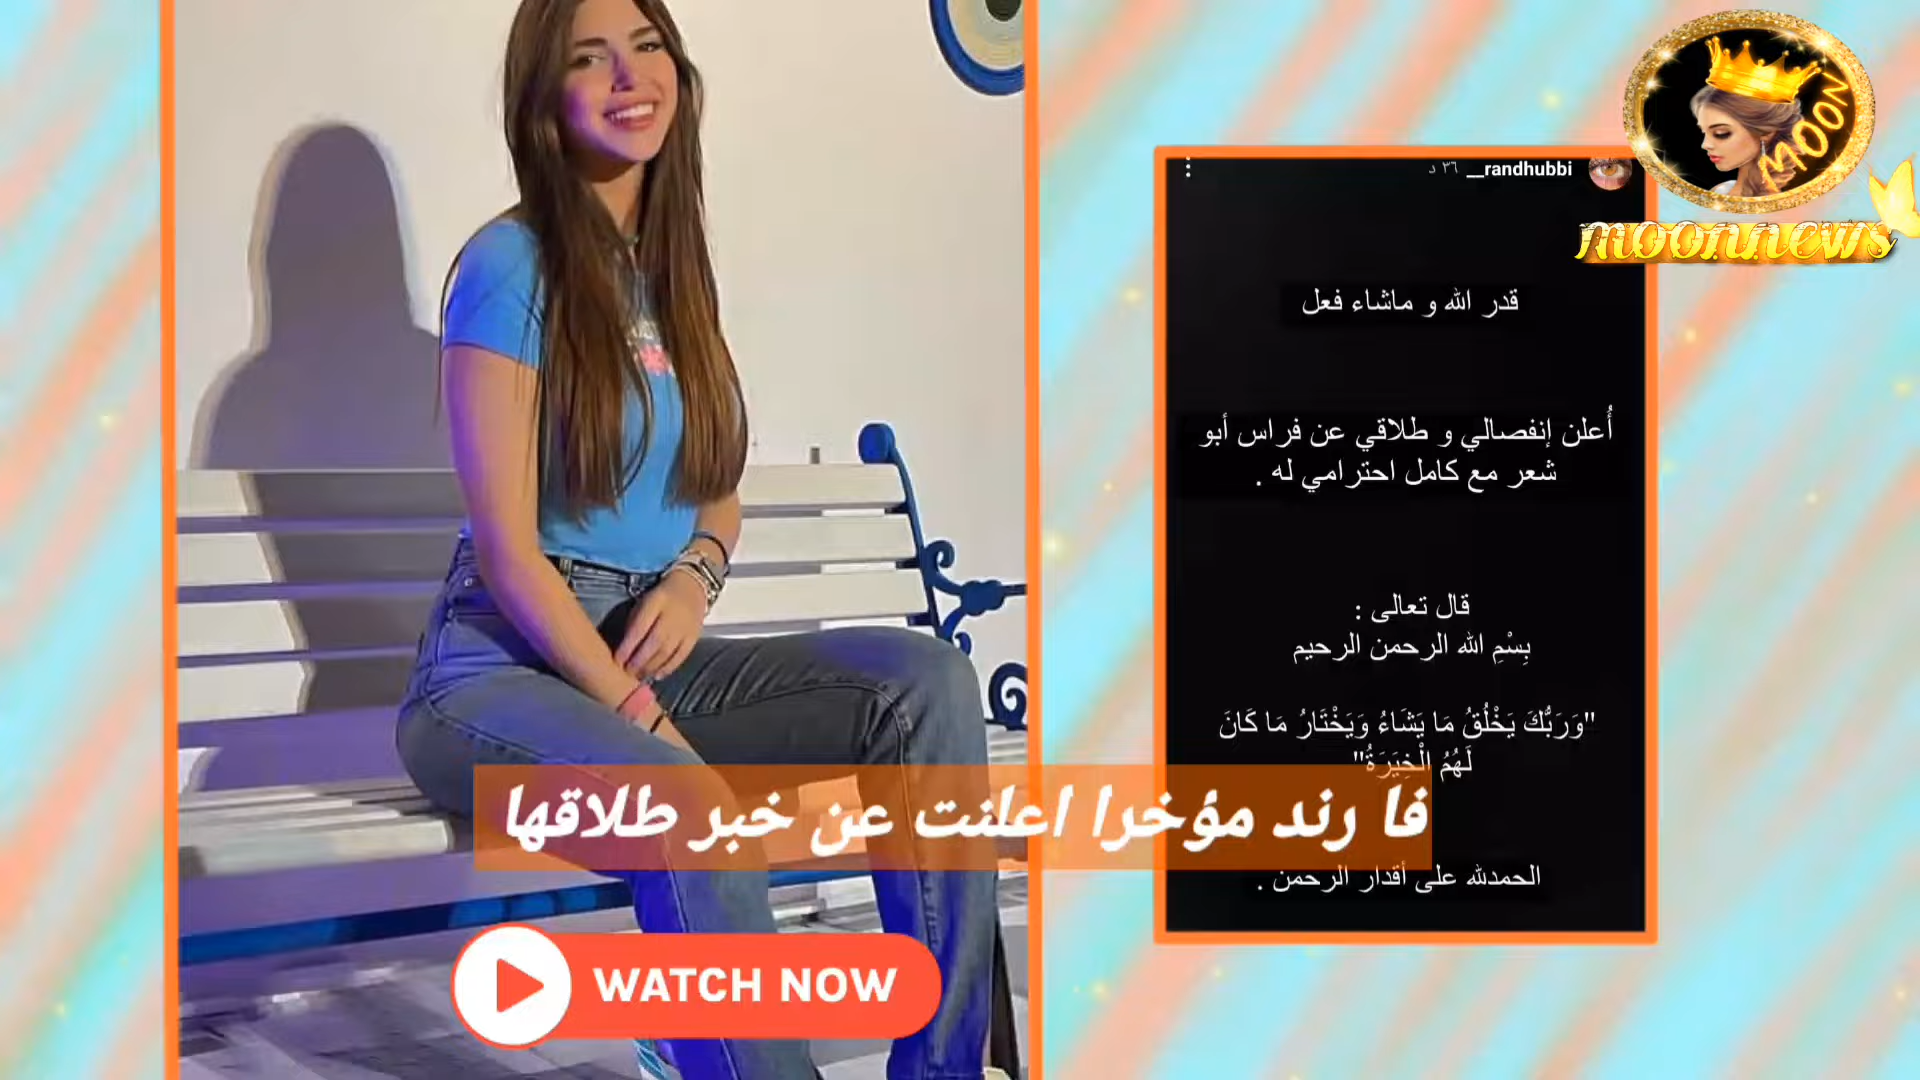 MOON
moonnews
__randhubbi ٣٦ د
قدر الله و ماشاء فعل
أُعلن إنفصالي و طلاقي عن فراس أبو
شعر مع كامل احترامي له .
قال تعالى :
بِسْمِ الله الرحمن الرحيم
"وَرَبُّكَ يَخْلُقُ مَا يَشَاءُ وَيَخْتَارُ مَا كَانَ
لَهُمُ الْخِيَرَةُ"
فا رند مؤخرا اعلنت عن خبر طلاقها
الحمدلله على أقدار الرحمن .
WATCH NOW